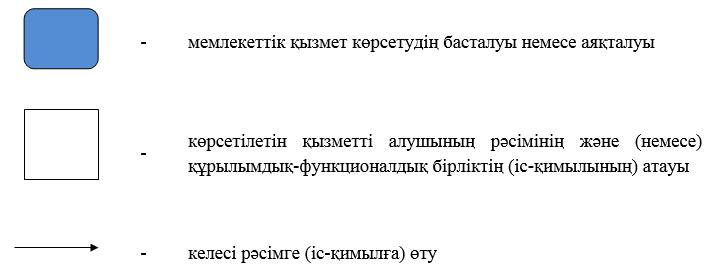 - мемлекеттік қызмет көрсетудің басталуы немесе аяқталуы
- көрсетілетін қызметті алушының рәсімінің және (немесе)
құрылымдық-функционалдық бірліктің (іс-қимылының) атауы
- келесі рәсімге (іс-қимылға) өту